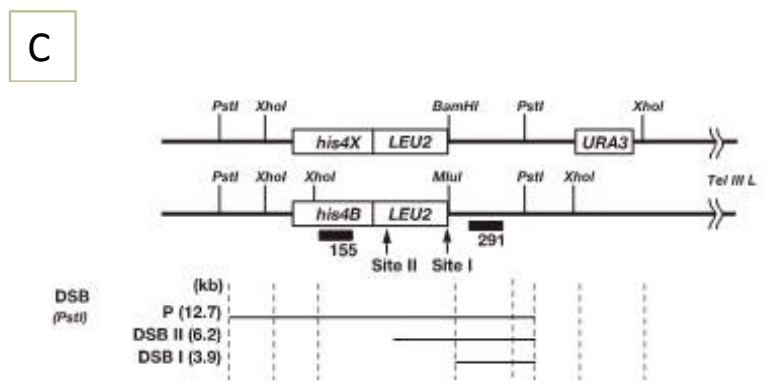 C
PstI XhoI BamHI PstI XhoI
his4X LEU2 URA3
PstI XhoI XhoI MluI PstI XhoI Tel III L
his4B LEU2
155 291
Site II Site I
(kb)
DSB
(PstI)
P (12.7)
DSB II (6.2)
DSB I (3.9)